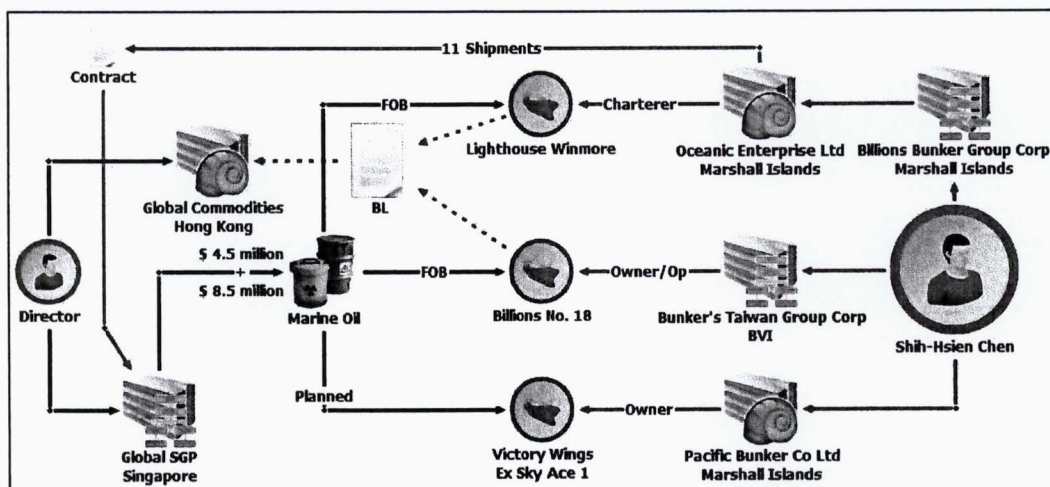 11 Shipments
Contract
FOB
Charterer
Lighthouse Winmore
Oceanic Enterprise Ltd
Marshall Islands
Billions Bunker Group Corp
Marshall Islands
Global Commodities
Hong Kong
BL
$ 4.5 million
+
$ 8.5 million
FOB
Owner/Op
Director
Marine Oil
Billions No. 18
Bunker's Taiwan Group Corp
BVI
Shih-Hsien Chen
Planned
Owner
Global SGP
Singapore
Victory Wings
Ex Sky Ace 1
Pacific Bunker Co Ltd
Marshall Islands